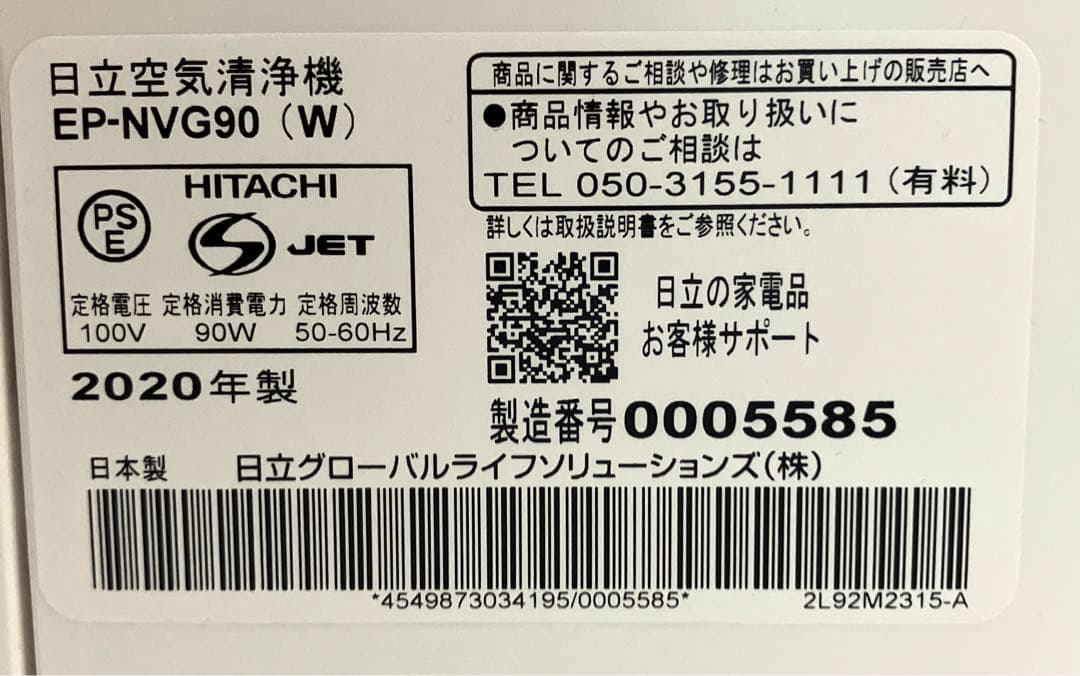 日立空気清浄機
EP-NVG90（W）
PS
E
HITACHI
S JET
定格電圧 定格消費電力 定格周波数
100V 90W 50-60Hz
2020年製
商品に関するご相談や修理はお買い上げの販売店へ
●商品情報やお取り扱いに
ついてのご相談は
TEL 050-3155-1111（有料）
詳しくは取扱説明書をご参照ください。
日立の家電品
お客様サポート
製造番号0005585
日本製 日立グローバルライフソリューションズ(株)
*4549873034195/0005585* 2L92M2315-A